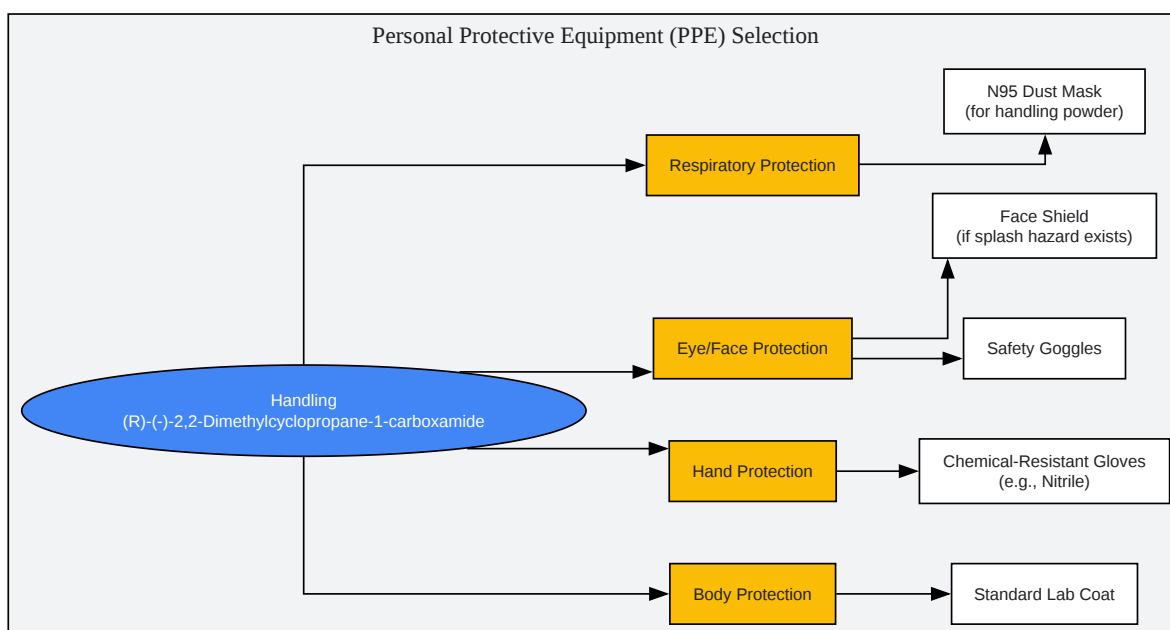 Personal Protective Equipment (PPE) Selection
N95 Dust Mask
(for handling powder)
Respiratory Protection
Face Shield
(if splash hazard exists)
Eye/Face Protection
Safety Goggles
Handling
(R)-(-)-2,2-Dimethylcyclopropane-1-carboxamide
Hand Protection
Chemical-Resistant Gloves
(e.g., Nitrile)
Body Protection
Standard Lab Coat